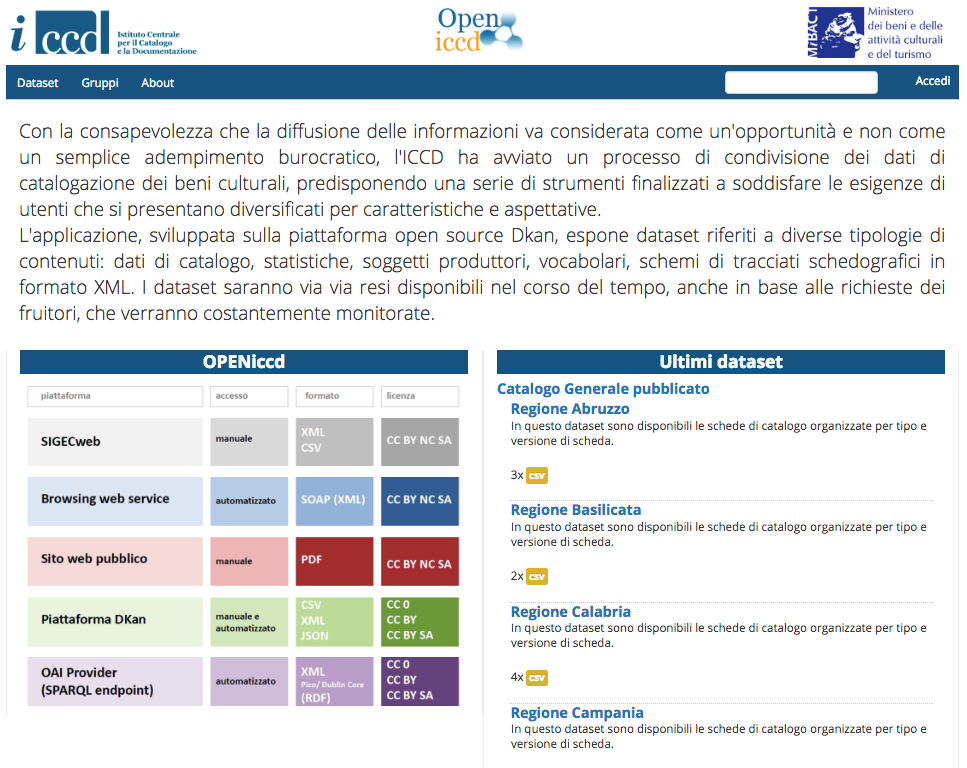 iccd
Istituto Centrale
per il Catalogo
e la Documentazione
Open
iccd
MiBACT
Ministero
dei beni e delle
attività culturali
e del turismo
Dataset Gruppi About Accedi
Con la consapevolezza che la diffusione delle informazioni va considerata come un'opportunità e non come
un semplice adempimento burocratico, l'ICCD ha avviato un processo di condivisione dei dati di
catalogazione dei beni culturali, predisponendo una serie di strumenti finalizzati a soddisfare le esigenze di
utenti che si presentano diversificati per caratteristiche e aspettative.
L'applicazione, sviluppata sulla piattaforma open source Dkan, espone dataset riferiti a diverse tipologie di
contenuti: dati di catalogo, statistiche, soggetti produttori, vocabolari, schemi di tracciati schedografici in
formato XML. I dataset saranno via via resi disponibili nel corso del tempo, anche in base alle richieste dei
fruitori, che verranno costantemente monitorate.
OPENiccd
piattaforma accesso formato licenza
SIGECweb
manuale
XML
CSV
CC BY NC SA
Browsing web service
automatizzato
SOAP (XML)
CC BY NC SA
Sito web pubblico
manuale
PDF
CC BY NC SA
Piattaforma DKan
manuale e
automatizzato
CSV
XML
JSON
CC 0
CC BY
CC BY SA
OAI Provider
(SPARQL endpoint)
automatizzato
XML
Pico/ Dublin Core
(RDF)
CC 0
CC BY
CC BY SA
Ultimi dataset
Catalogo Generale pubblicato
Regione Abruzzo
In questo dataset sono disponibili le schede di catalogo organizzate per tipo e
versione di scheda.
3x csv
Regione Basilicata
In questo dataset sono disponibili le schede di catalogo organizzate per tipo e
versione di scheda.
2x csv
Regione Calabria
In questo dataset sono disponibili le schede di catalogo organizzate per tipo e
versione di scheda.
4x csv
Regione Campania
In questo dataset sono disponibili le schede di catalogo organizzate per tipo e
versione di scheda.